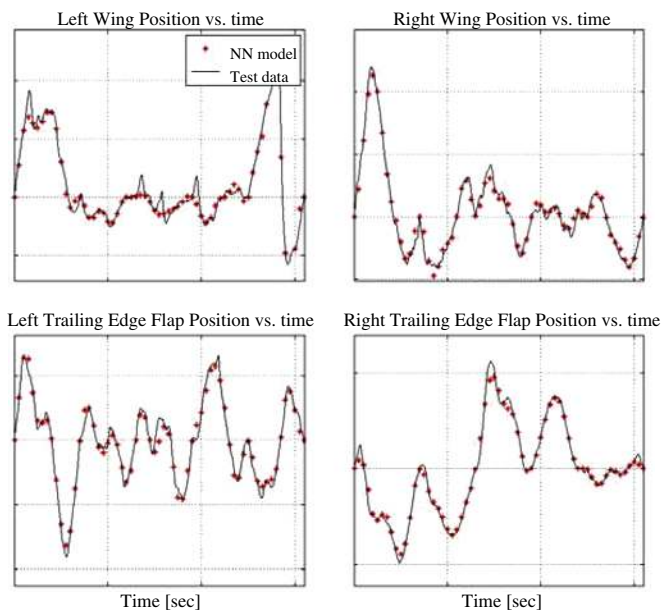 Left Wing Position vs. time
Right Wing Position vs. time
NN model
Test data
Left Trailing Edge Flap Position vs. time
Right Trailing Edge Flap Position vs. time
Time [sec]
Time [sec]